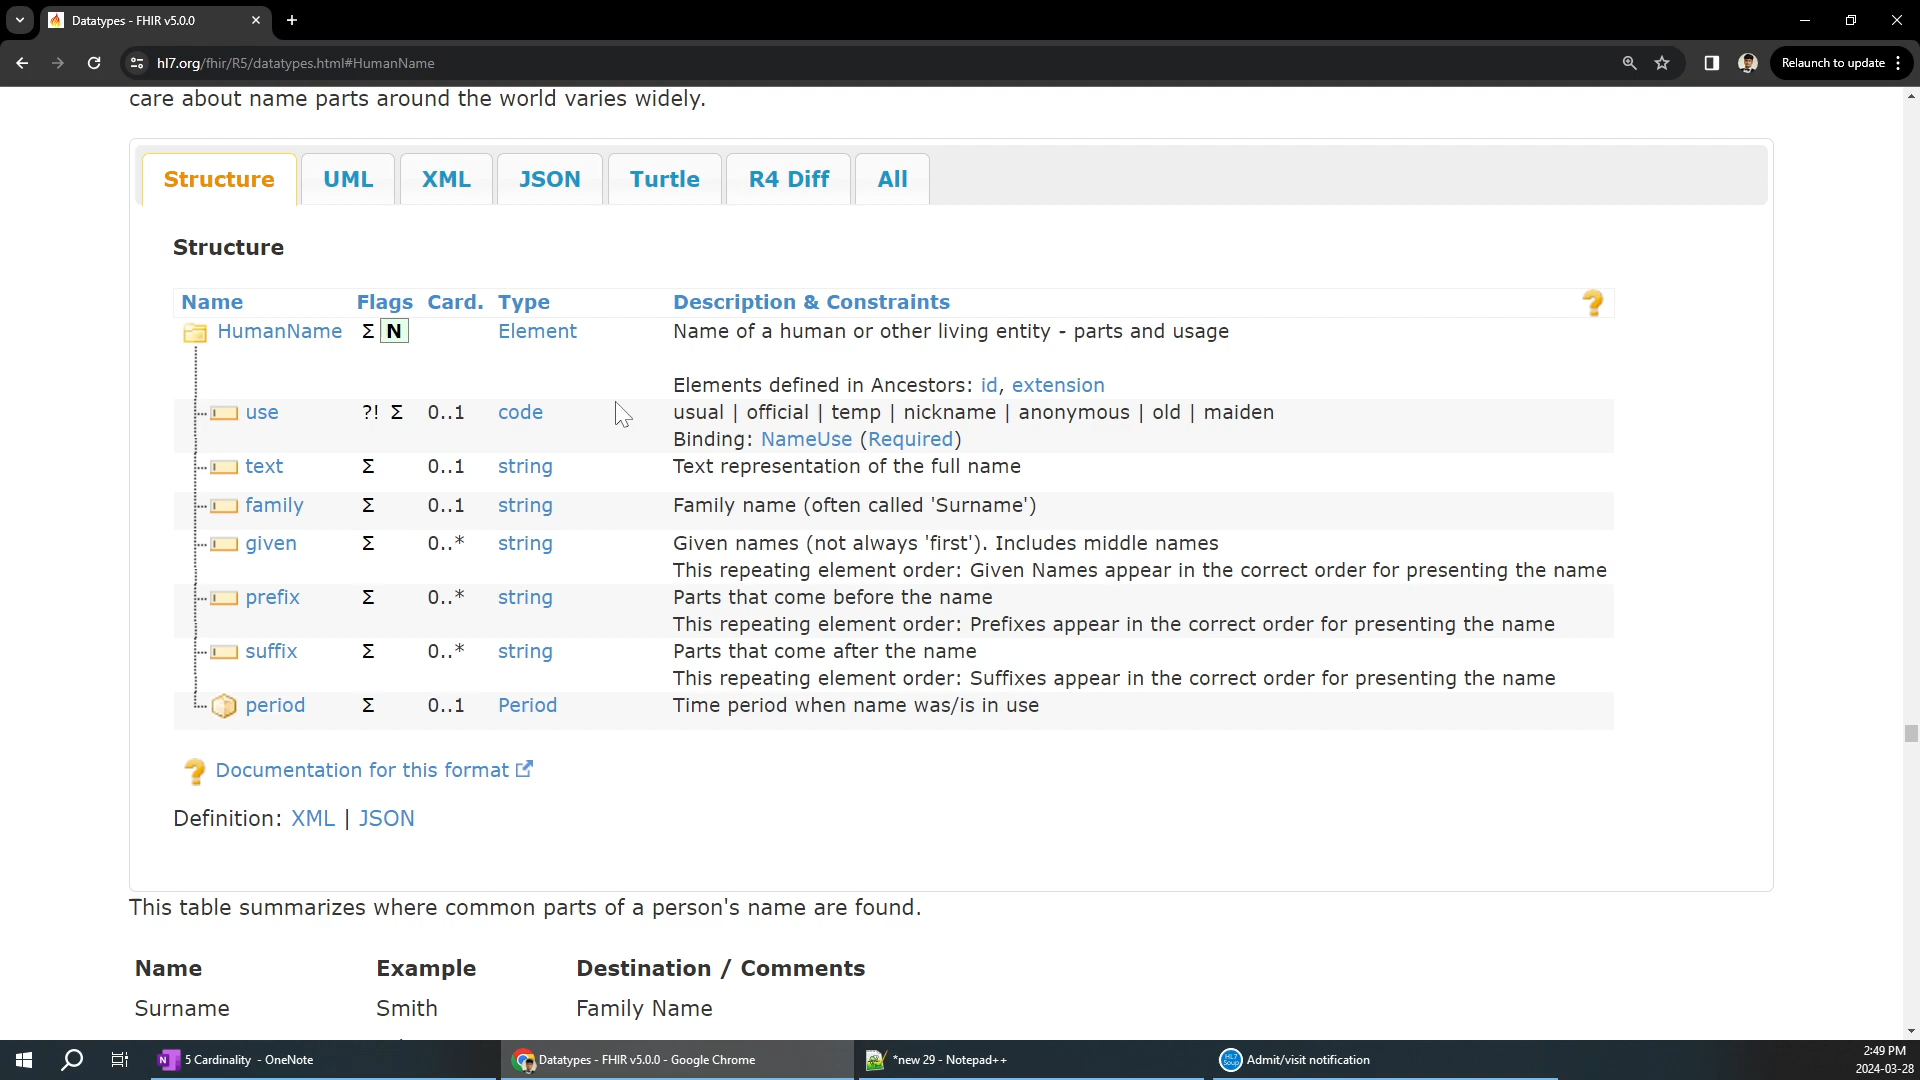 Datatypes - FHIR v5.0.0
hl7.org/fhir/R5/datatypes.html#HumanName
Relaunch to update
care about name parts around the world varies widely.
Structure UML XML JSON Turtle R4 Diff All
Structure
Name Flags Card. Type Description & Constraints
HumanName Σ N Element Name of a human or other living entity - parts and usage
Elements defined in Ancestors: id, extension
use ?! Σ 0..1 code usual | official | temp | nickname | anonymous | old | maiden
Binding: NameUse (Required)
text Σ 0..1 string Text representation of the full name
family Σ 0..1 string Family name (often called 'Surname')
given Σ 0..* string Given names (not always 'first'). Includes middle names
This repeating element order: Given Names appear in the correct order for presenting the name
prefix Σ 0..* string Parts that come before the name
This repeating element order: Prefixes appear in the correct order for presenting the name
suffix Σ 0..* string Parts that come after the name
This repeating element order: Suffixes appear in the correct order for presenting the name
period Σ 0..1 Period Time period when name was/is in use
Documentation for this format
Definition: XML | JSON
This table summarizes where common parts of a person's name are found.
Name Example Destination / Comments
Surname Smith Family Name
5 Cardinality - OneNote
Datatypes - FHIR v5.0.0 - Google Chrome
*new 29 - Notepad++
Admit/visit notification
2:49 PM
2024-03-28